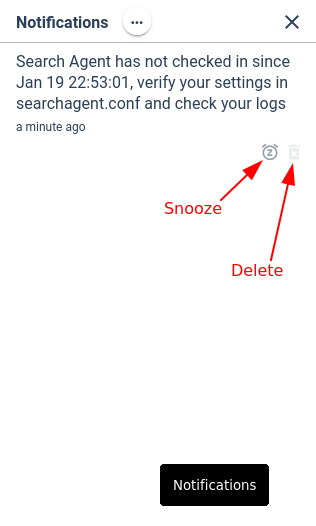 Notifications
Search Agent has not checked in since
Jan 19 22:53:01, verify your settings in
searchagent.conf and check your logs
a minute ago
Snooze
Delete
Notifications